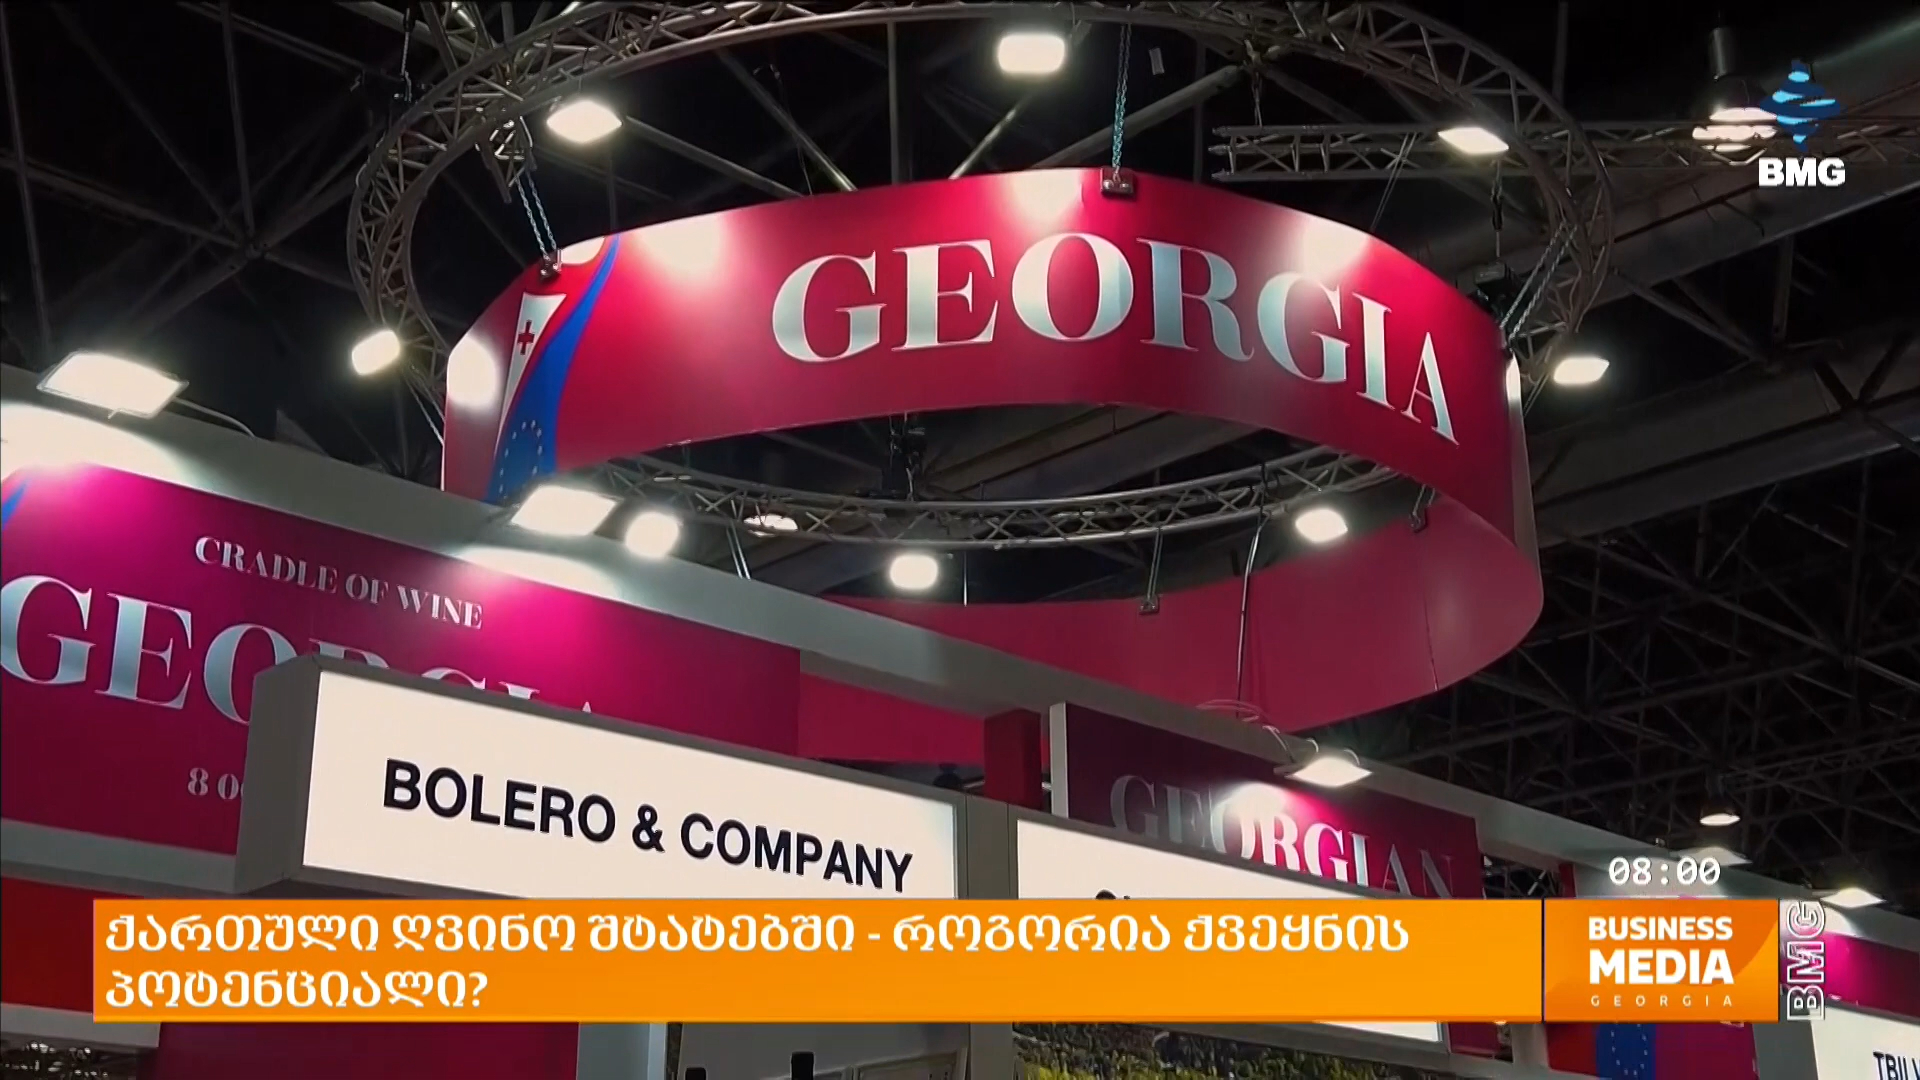 BMG
GEORGIA
CRADLE OF WINE
GEORGIA
BOLERO & COMPANY
GEORGIAN
08:00
ქართული ღვინო შტატებში - როგორია ქვეყნის
პოტენციალი?
BUSINESS
MEDIA
GEORGIA
BMG